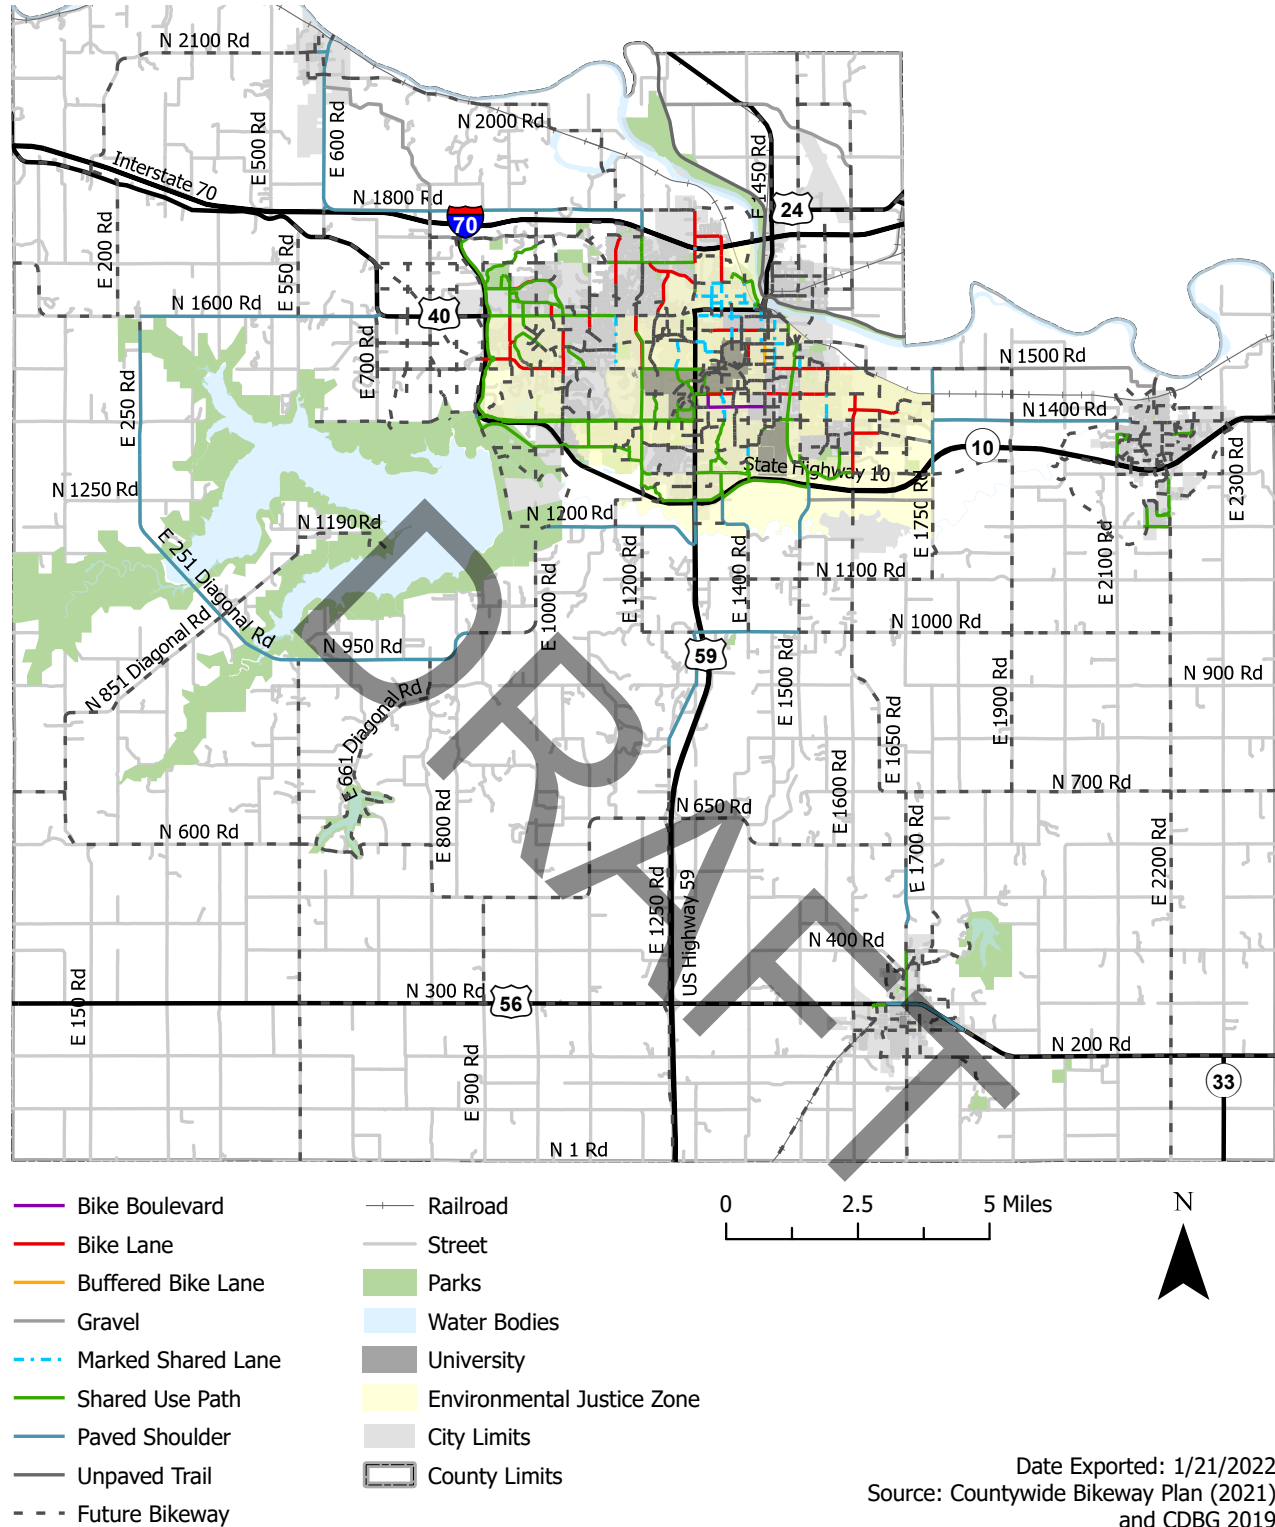 N 2100 Rd
N 2000 Rd
E 500 Rd
E 600 Rd
E 1450 Rd
Interstate 70
N 1800 Rd
24
70
E 200 Rd
E 550 Rd
N 1600 Rd
40
E 700 Rd
N 1500 Rd
E 250 Rd
N 1400 Rd
10
State Highway 10
N 1250 Rd
E 2300 Rd
N 1190 Rd
N 1200 Rd
E 1750 Rd
E 251 Diagonal Rd
E 1000 Rd
E 1200 Rd
E 1400 Rd
N 1100 Rd
E 2100 Rd
N 851 Diagonal Rd
N 950 Rd
N 1000 Rd
59
N 900 Rd
E 1500 Rd
E 1900 Rd
E 661 Diagonal Rd
E 1650 Rd
N 700 Rd
N 650 Rd
E 1600 Rd
N 600 Rd
E 800 Rd
E 1700 Rd
E 2200 Rd
E 1250 Rd
US Highway 59
N 400 Rd
E 150 Rd
N 300 Rd
56
N 200 Rd
E 900 Rd
33
N 1 Rd
DRAFT
Bike Boulevard
Bike Lane
Buffered Bike Lane
Gravel
Marked Shared Lane
Shared Use Path
Paved Shoulder
Unpaved Trail
Future Bikeway
Railroad
Street
Parks
Water Bodies
University
Environmental Justice Zone
City Limits
County Limits
0 2.5 5 Miles
N
Date Exported: 1/21/2022
Source: Countywide Bikeway Plan (2021)
and CDBG 2019